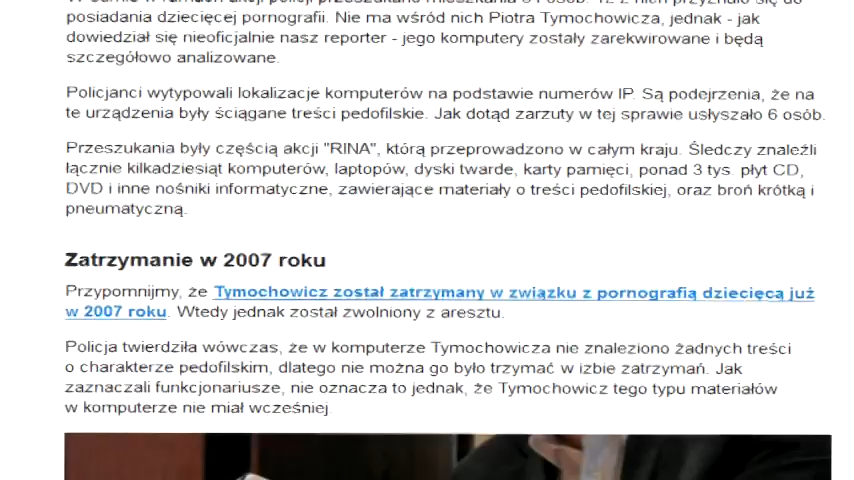 posiadania dziecięcej pornografii. Nie ma wśród nich Piotra Tymochowicza, jednak - jak
dowiedział się nieoficjalnie nasz reporter - jego komputery zostały zarekwirowane i będą
szczegółowo analizowane.
Policjanci wytypowali lokalizacje komputerów na podstawie numerów IP. Są podejrzenia, że na
te urządzenia były ściągane treści pedofilskie. Jak dotąd zarzuty w tej sprawie usłyszało 6 osób.
Przeszukania były częścią akcji "RINA", którą przeprowadzono w całym kraju. Śledczy znaleźli
łącznie kilkadziesiąt komputerów, laptopów, dyski twarde, karty pamięci, ponad 3 tys. płyt CD,
DVD i inne nośniki informatyczne, zawierające materiały o treści pedofilskiej, oraz broń krótką i
pneumatyczną.
Zatrzymanie w 2007 roku
Przypomnijmy, że Tymochowicz został zatrzymany w związku z pornografią dziecięcą już
w 2007 roku. Wtedy jednak został zwolniony z aresztu.
Policja twierdziła wówczas, że w komputerze Tymochowicza nie znaleziono żadnych treści
o charakterze pedofilskim, dlatego nie można go było trzymać w izbie zatrzymań. Jak
zaznaczali funkcjonariusze, nie oznacza to jednak, że Tymochowicz tego typu materiałów
w komputerze nie miał wcześniej.